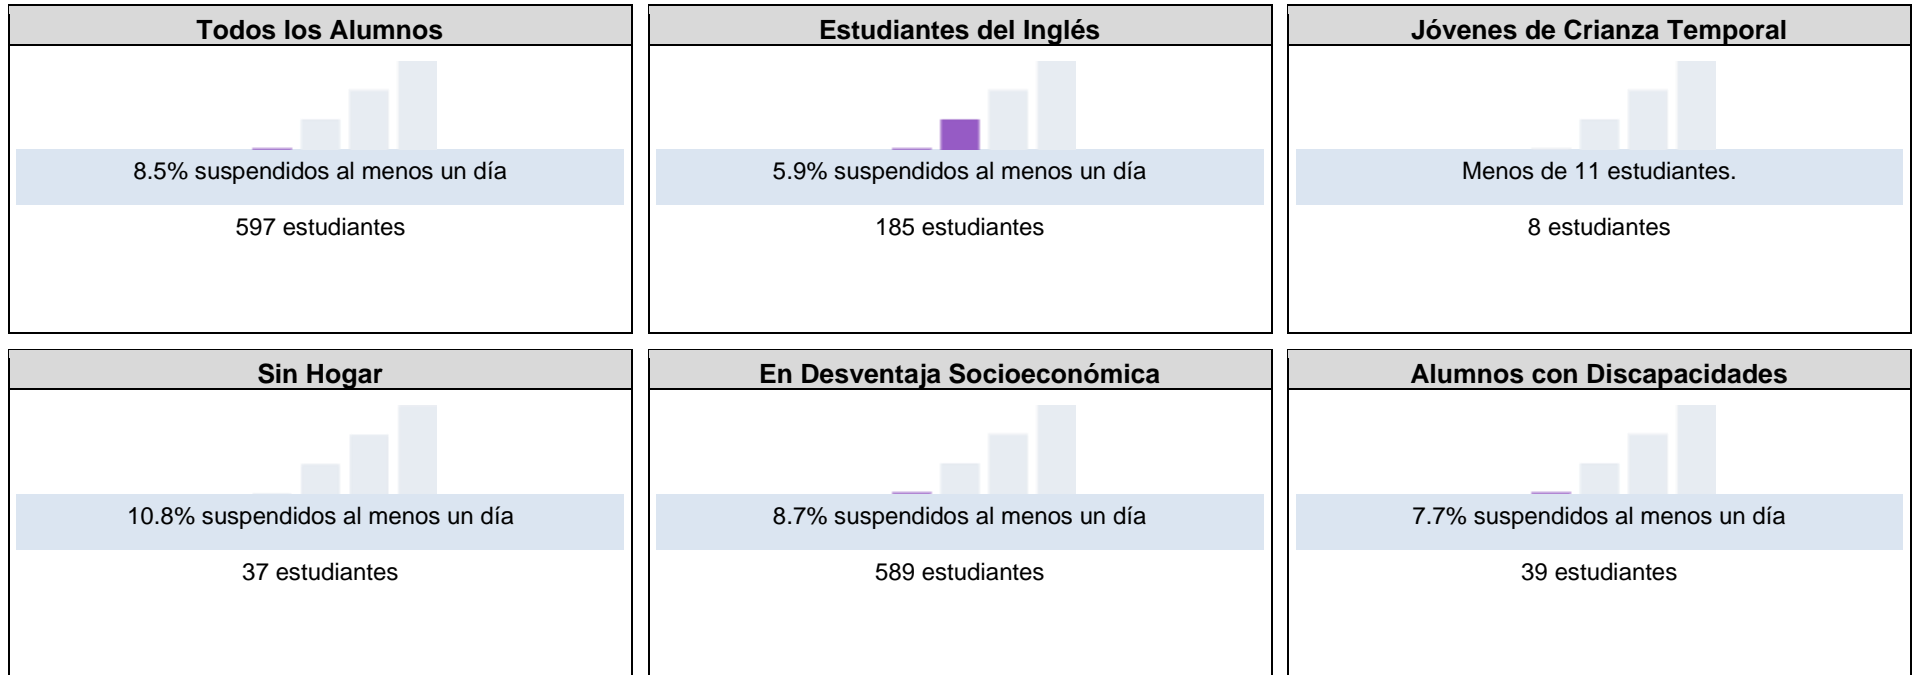 Todos los Alumnos
8.5% suspendidos al menos un día
597 estudiantes
Estudiantes del Inglés
5.9% suspendidos al menos un día
185 estudiantes
Jóvenes de Crianza Temporal
Menos de 11 estudiantes.
8 estudiantes
Sin Hogar
10.8% suspendidos al menos un día
37 estudiantes
En Desventaja Socioeconómica
8.7% suspendidos al menos un día
589 estudiantes
Alumnos con Discapacidades
7.7% suspendidos al menos un día
39 estudiantes